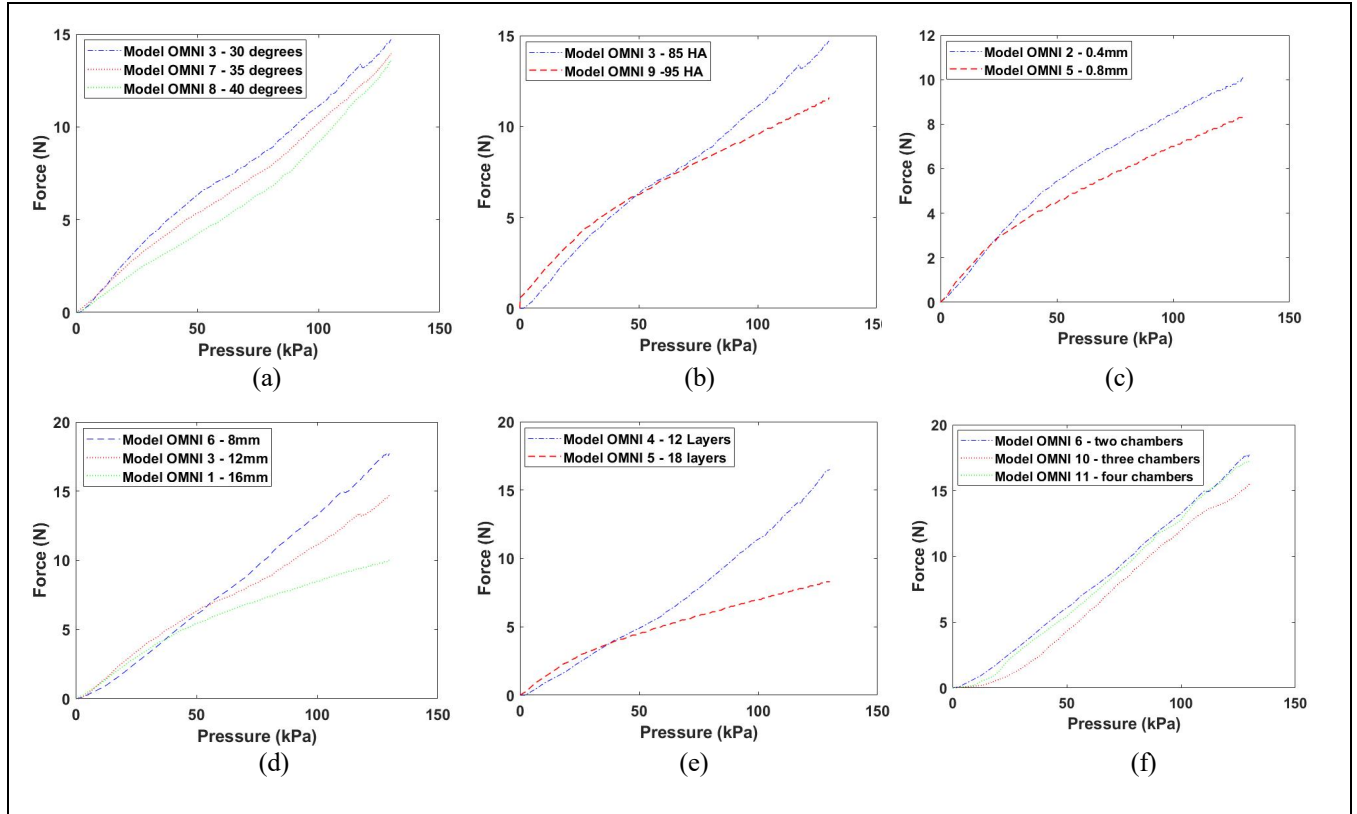 15
10
5
0
Force (N)
Model OMNI 3 - 30 degrees
Model OMNI 7 - 35 degrees
Model OMNI 8 - 40 degrees
0 50 100 150
Pressure (kPa)
(a)
15
10
5
0
Force (N)
Model OMNI 3 - 85 HA
Model OMNI 9 -95 HA
0 50 100 150
Pressure (kPa)
(b)
12
10
8
6
4
2
0
Force (N)
Model OMNI 2 - 0.4mm
Model OMNI 5 - 0.8mm
0 50 100 150
Pressure (kPa)
(c)
20
15
10
5
0
Force (N)
Model OMNI 6 - 8mm
Model OMNI 3 - 12mm
Model OMNI 1 - 16mm
0 50 100 150
Pressure (kPa)
(d)
20
15
10
5
0
Force (N)
Model OMNI 4 - 12 Layers
Model OMNI 5 - 18 layers
0 50 100 150
Pressure (kPa)
(e)
20
15
10
5
0
Force (N)
Model OMNI 6 - two chambers
Model OMNI 10 - three chambers
Model OMNI 11 - four chambers
0 50 100 150
Pressure (kPa)
(f)